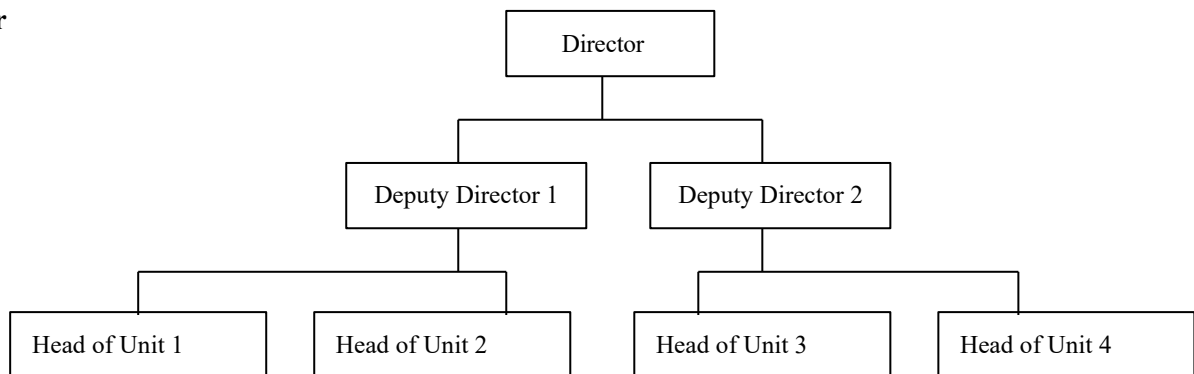 r
Director
Deputy Director 1 Deputy Director 2
Head of Unit 1 Head of Unit 2 Head of Unit 3 Head of Unit 4